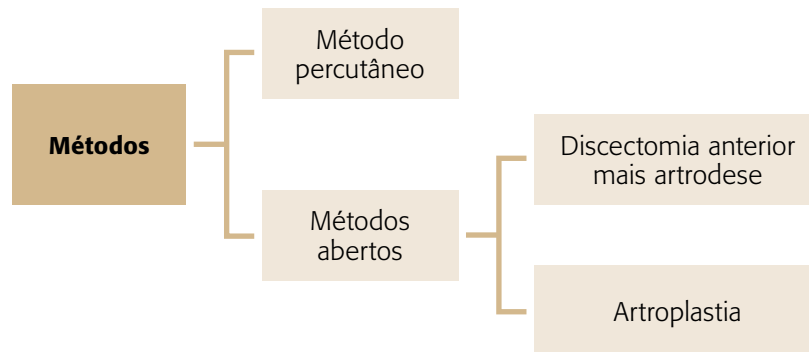 Método
percutâneo
Métodos
Discectomia anterior
mais artrodese
Métodos
abertos
Artroplastia